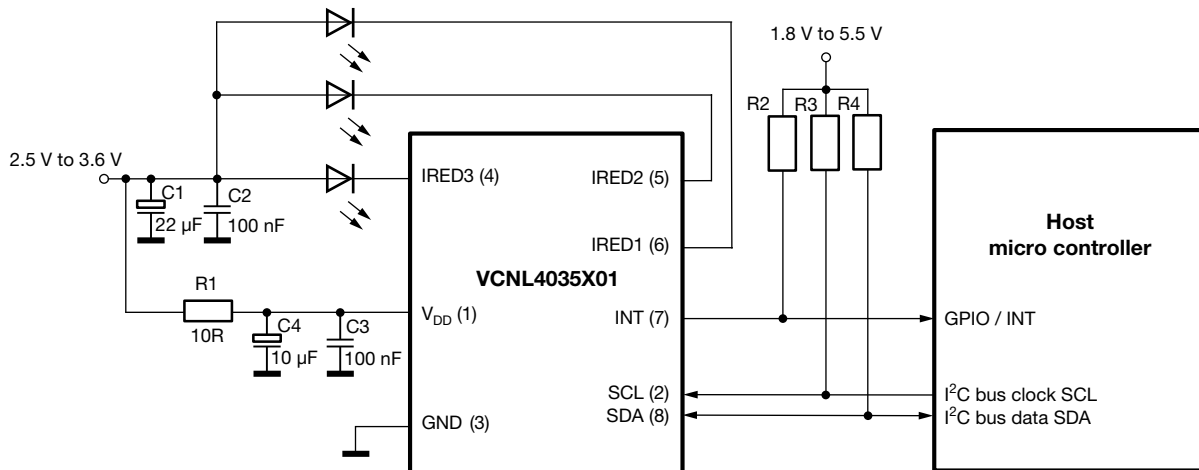 1.8 V to 5.5 V
R2
R3
R4
2.5 V to 3.6 V
C1
22 µF
C2
100 nF
R1
10R
C4
10 µF
C3
100 nF
IRED3 (4)
IRED2 (5)
IRED1 (6)
VCNL4035X01
VDD (1)
INT (7)
SCL (2)
SDA (8)
GND (3)
Host
micro controller
GPIO / INT
I²C bus clock SCL
I²C bus data SDA